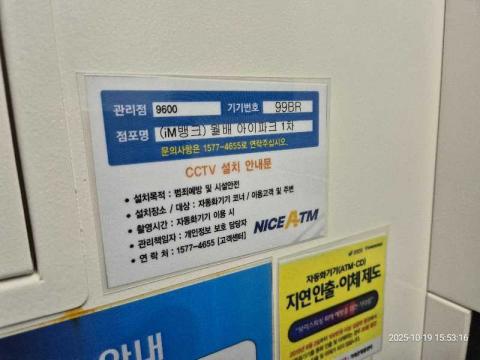 관리점 9600 기기번호 99BR
점포명 (iM뱅크) 월배 아이파크 1차
문의사항은 1577-4655로 연락주십시오.
CCTV 설치 안내문
• 설치목적 : 범죄예방 및 시설안전
• 설치장소 / 대상 : 자동화기기 코너 / 이용고객 및 주변
• 촬영시간 : 자동화기기 이용 시
• 관리책임자 : 개인정보 보호 담당자
• 연 락 처 : 1577-4655 [고객센터]
NICE ATM
자동화기기(ATM·CD)
지연 인출·이체 제도
안내
2025-10-19 15:53:16